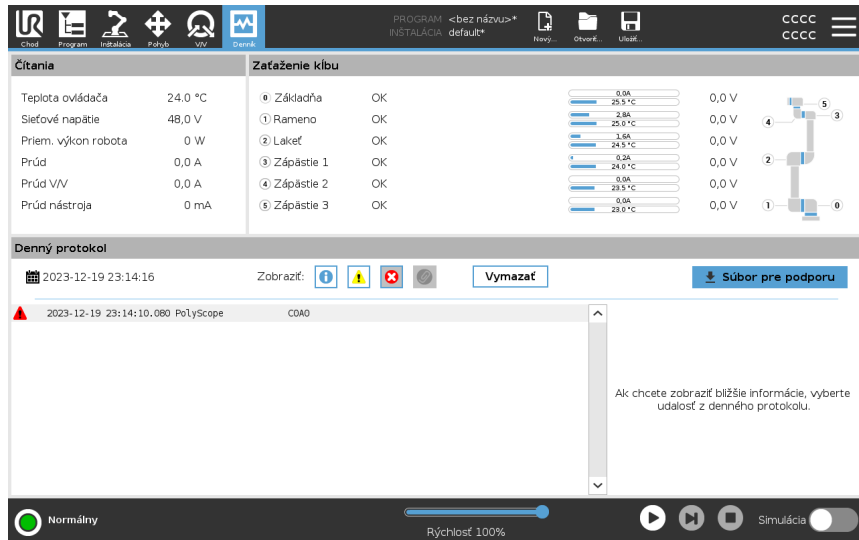 UR
Chod
Program
Inštalácia
Pohyb
V/V
Denník
PROGRAM <bez názvu>*
INŠTALÁCIA default*
Nový...
Otvoriť...
Uložiť...
CCCC
CCCC
Čítania
Zaťaženie kĺbu
Teplota ovládača 24.0 °C
Sieťové napätie 48,0 V
Priem. výkon robota 0 W
Prúd 0,0 A
Prúd V/V 0,0 A
Prúd nástroja 0 mA
0 Základňa OK 0,0A 25.5 °C 0,0 V
1 Rameno OK 2,8A 25.0 °C 0,0 V
2 Lakeť OK 1,6A 24.5 °C 0,0 V
3 Zápästie 1 OK 0,2A 24.0 °C 0,0 V
4 Zápästie 2 OK 0,0A 23.5 °C 0,0 V
5 Zápästie 3 OK 0,0A 23.0 °C 0,0 V
5
4 3
2
1 0
Denný protokol
2023-12-19 23:14:16
Zobraziť:
Vymazať
Súbor pre podporu
2023-12-19 23:14:10.080 PolyScope C0A0
Ak chcete zobraziť bližšie informácie, vyberte
udalosť z denného protokolu.
Normálny
Rýchlosť 100%
Simulácia